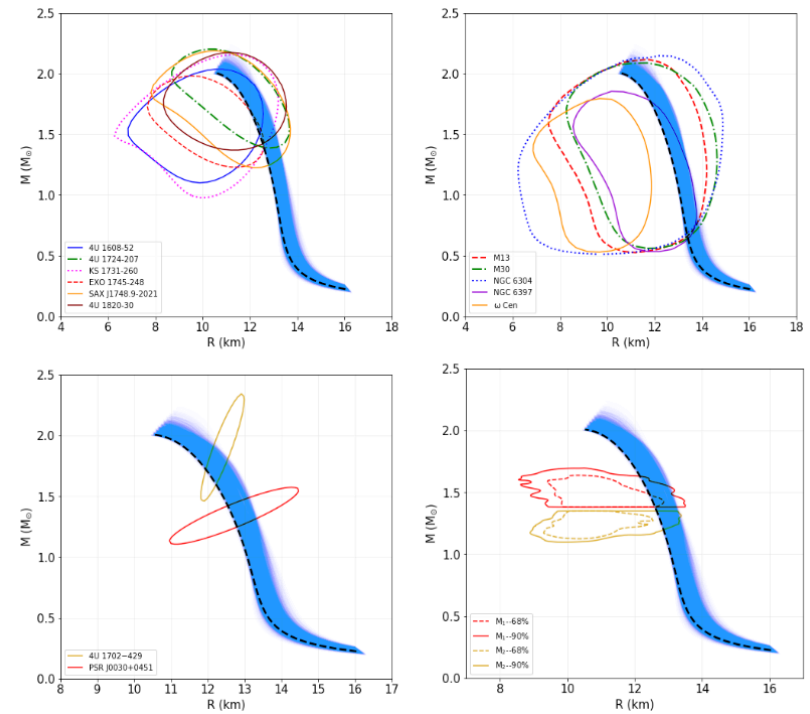 2.5
2.0
1.5
1.0
0.5
0.0
M (M⊙)
4 6 8 10 12 14 16 18
R (km)
4U 1608-52
4U 1724-207
KS 1731-260
EXO 1745-248
SAX J1748.9-2021
4U 1820-30
2.5
2.0
1.5
1.0
0.5
0.0
M (M⊙)
4 6 8 10 12 14 16 18
R (km)
M13
M30
NGC 6304
NGC 6397
ω Cen
2.5
2.0
1.5
1.0
0.5
0.0
M (M⊙)
8 9 10 11 12 13 14 15 16 17
R (km)
4U 1702−429
PSR J0030+0451
2.5
2.0
1.5
1.0
0.5
0.0
M (M⊙)
8 10 12 14 16
R (km)
M₁--68%
M₁--90%
M₂--68%
M₂--90%